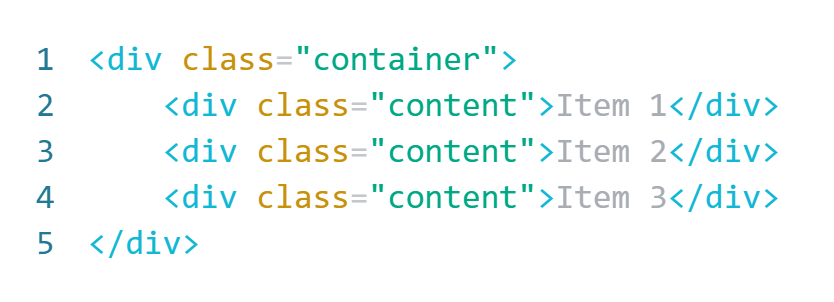 1 <div class="container">
2     <div class="content">Item 1</div>
3     <div class="content">Item 2</div>
4     <div class="content">Item 3</div>
5 </div>